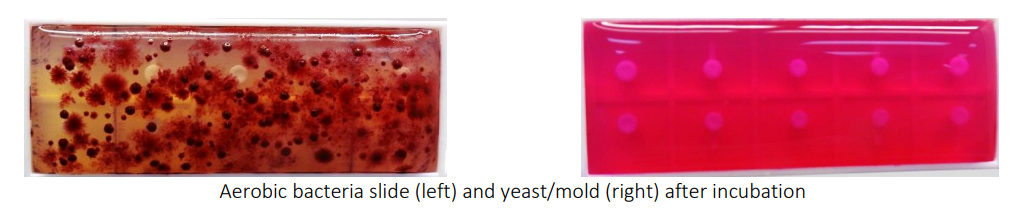 Aerobic bacteria slide (left) and yeast/mold (right) after incubation